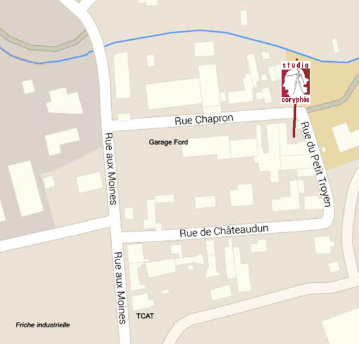 studio
coryphée
Rue Chapron
Garage Ford
Rue du Petit Troyen
Rue aux Moines
Rue de Châteaudun
Rue aux Moines
TCAT
Friche industrielle